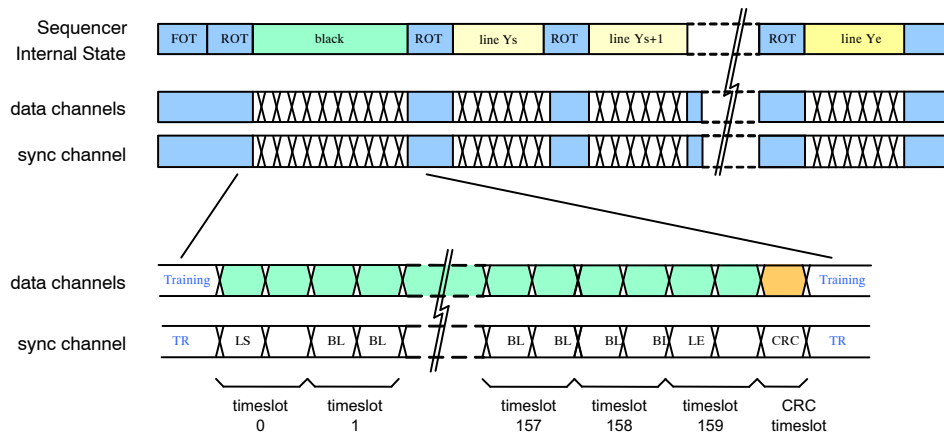 Sequencer
Internal State
FOT ROT black ROT line Ys ROT line Ys+1 ROT line Ye
data channels
sync channel
data channels Training Training
sync channel TR LS BL BL BL BL BL BL LE CRC TR
timeslot timeslot timeslot timeslot timeslot CRC
0 1 157 158 159 timeslot